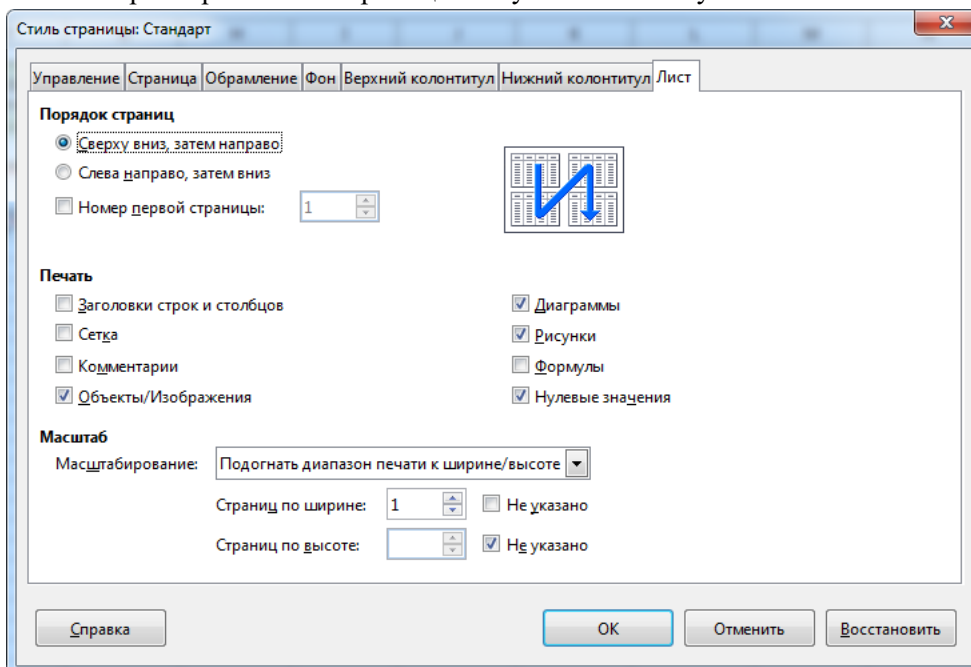 Стиль страницы: Стандарт
Управление Страница Обрамление Фон Верхний колонтитул Нижний колонтитул Лист
Порядок страниц
Сверху вниз, затем направо
Слева направо, затем вниз
Номер первой страницы: 1
Печать
Заголовки строк и столбцов Диаграммы
Сетка Рисунки
Комментарии Формулы
Объекты/Изображения Нулевые значения
Масштаб
Масштабирование: Подогнать диапазон печати к ширине/высоте
Страниц по ширине: 1 Не указано
Страниц по высоте: Не указано
Справка OK Отменить Восстановить